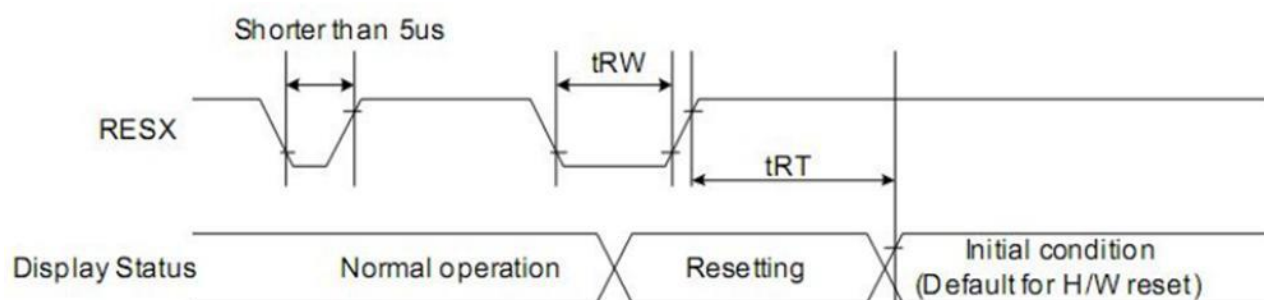 Shorter than 5us
tRW
RESX
tRT
Display Status
Normal operation
Resetting
Initial condition
(Default for H/W reset)